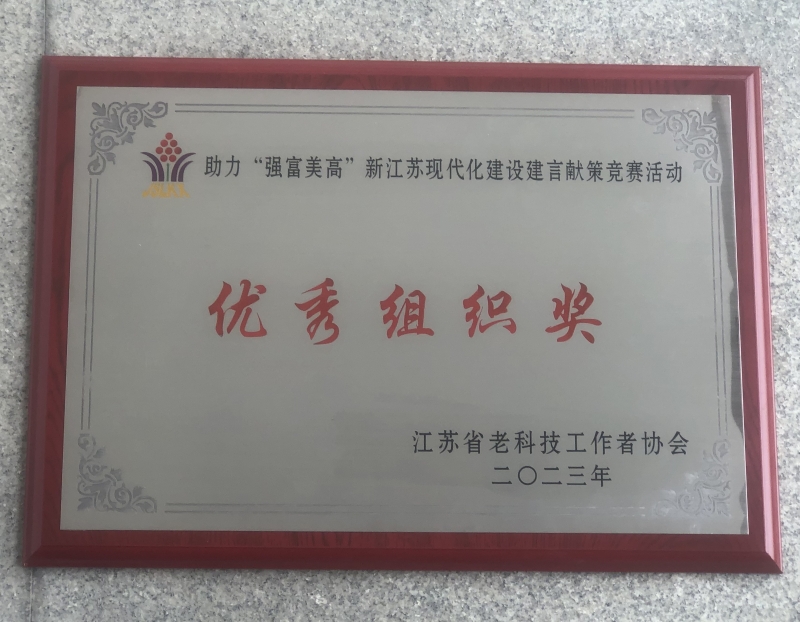 助力“强富美高”新江苏现代化建设建言献策竞赛活动
优秀组织奖
江苏省老科技工作者协会
二〇二三年